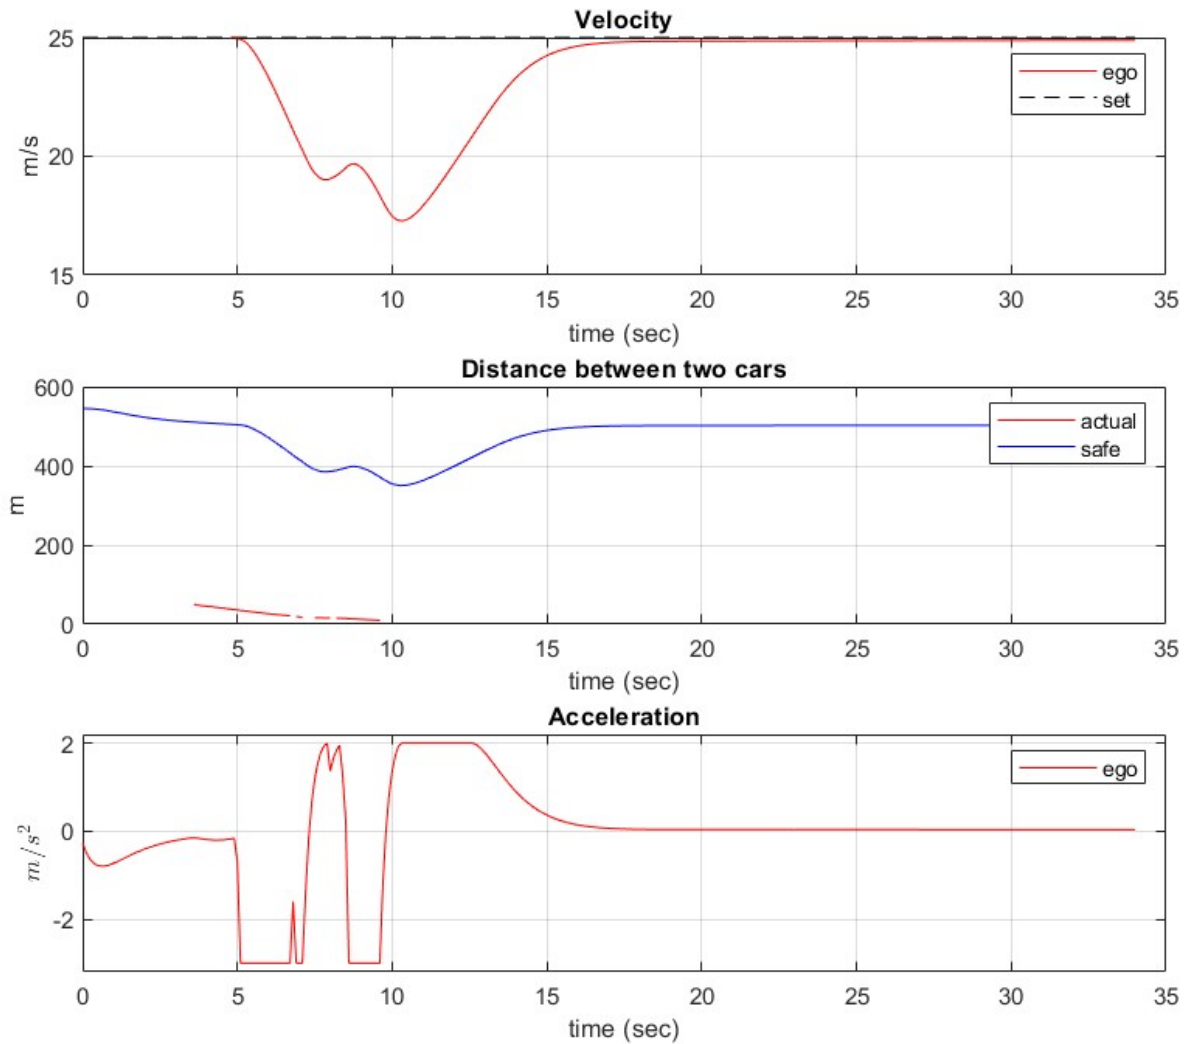 Velocity
25
20
15
m/s
ego
set
0 5 10 15 20 25 30 35
time (sec)
Distance between two cars
600
400
200
0
m
actual
safe
0 5 10 15 20 25 30 35
time (sec)
Acceleration
2
0
-2
m/s²
ego
0 5 10 15 20 25 30 35
time (sec)